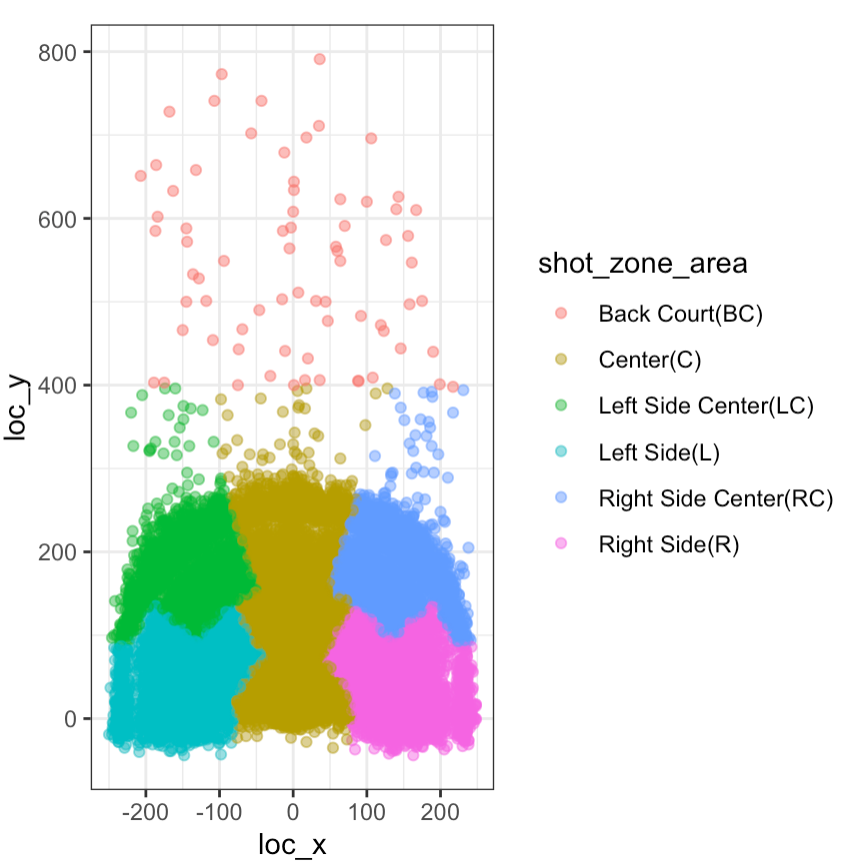 800
600
400
200
0
loc_y
-200 -100 0 100 200
loc_x
shot_zone_area
Back Court(BC)
Center(C)
Left Side Center(LC)
Left Side(L)
Right Side Center(RC)
Right Side(R)